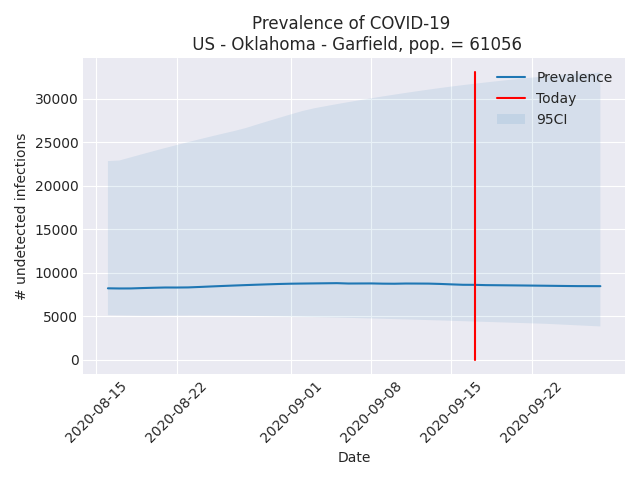 Prevalence of COVID-19
US - Oklahoma - Garfield, pop. = 61056
# undetected infections
30000
25000
20000
15000
10000
5000
0
Prevalence
Today
95CI
2020-08-15
2020-08-22
2020-09-01
2020-09-08
2020-09-15
2020-09-22
Date